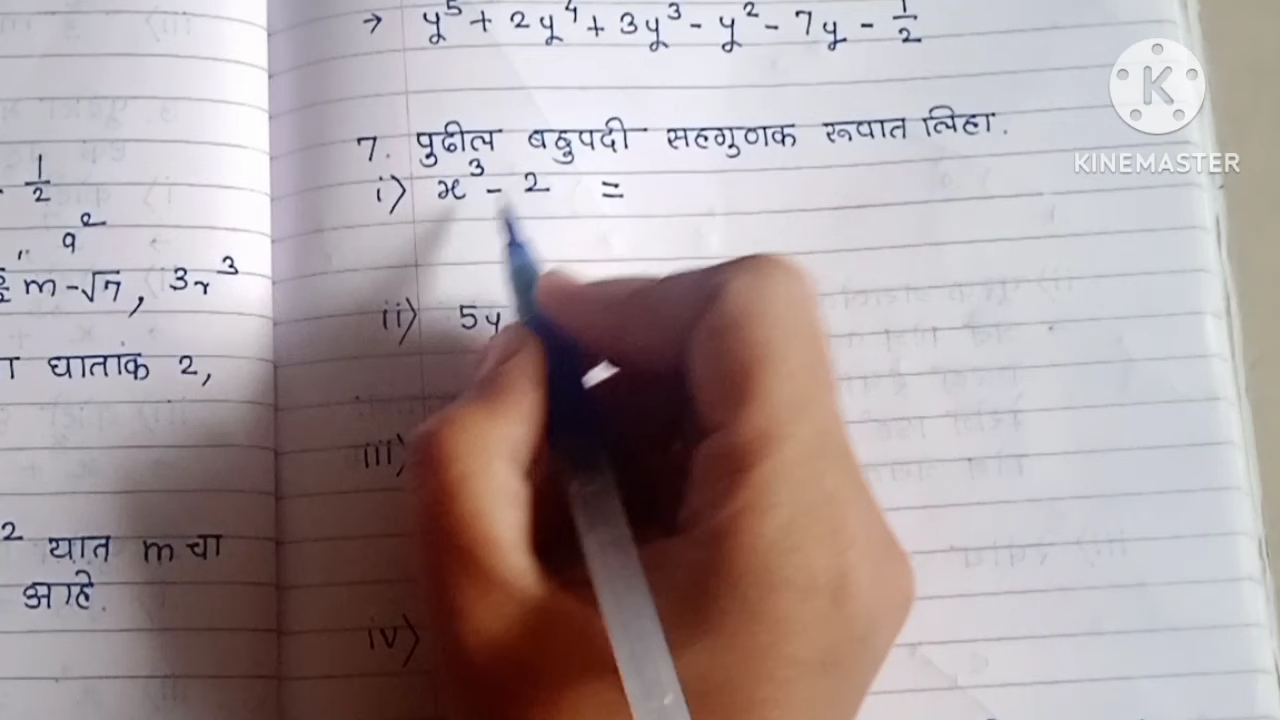 1/2
9²
m - √7, 3r³
घातांक 2,
² यात m चा
आहे.
→ y⁵ + 2y⁴ + 3y³ - y² - 7y - 1/2
7. पुढील बहुपदी सहगुणक रूपात लिहा.
i) x³ - 2 =
ii) 5y
iii)
iv)
KINEMASTER